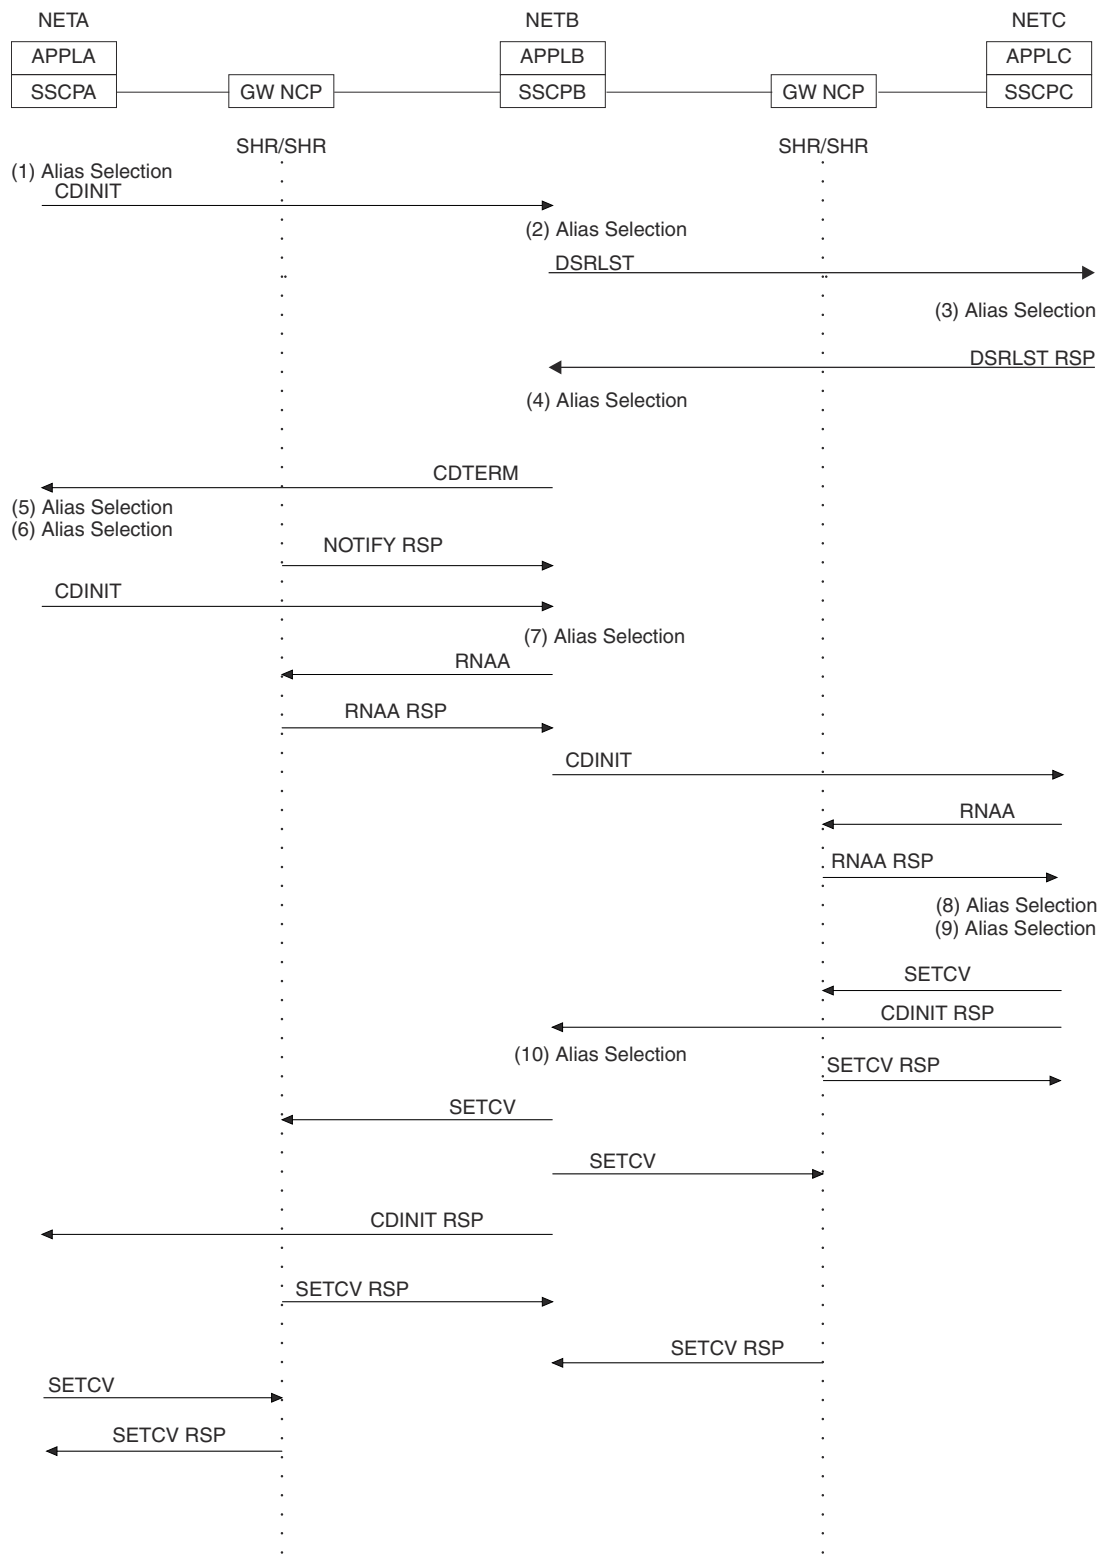 NETA NETB NETC
APPLA APPLB APPLC
SSCPA GW NCP SSCPB GW NCP SSCPC
SHR/SHR SHR/SHR
(1) Alias Selection
CDINIT
(2) Alias Selection
DSRLST
(3) Alias Selection
DSRLST RSP
(4) Alias Selection
CDTERM
(5) Alias Selection
(6) Alias Selection
NOTIFY RSP
CDINIT
(7) Alias Selection
RNAA
RNAA RSP
CDINIT
RNAA
RNAA RSP
(8) Alias Selection
(9) Alias Selection
SETCV
CDINIT RSP
(10) Alias Selection
SETCV RSP
SETCV
SETCV
CDINIT RSP
SETCV RSP
SETCV RSP
SETCV
SETCV RSP